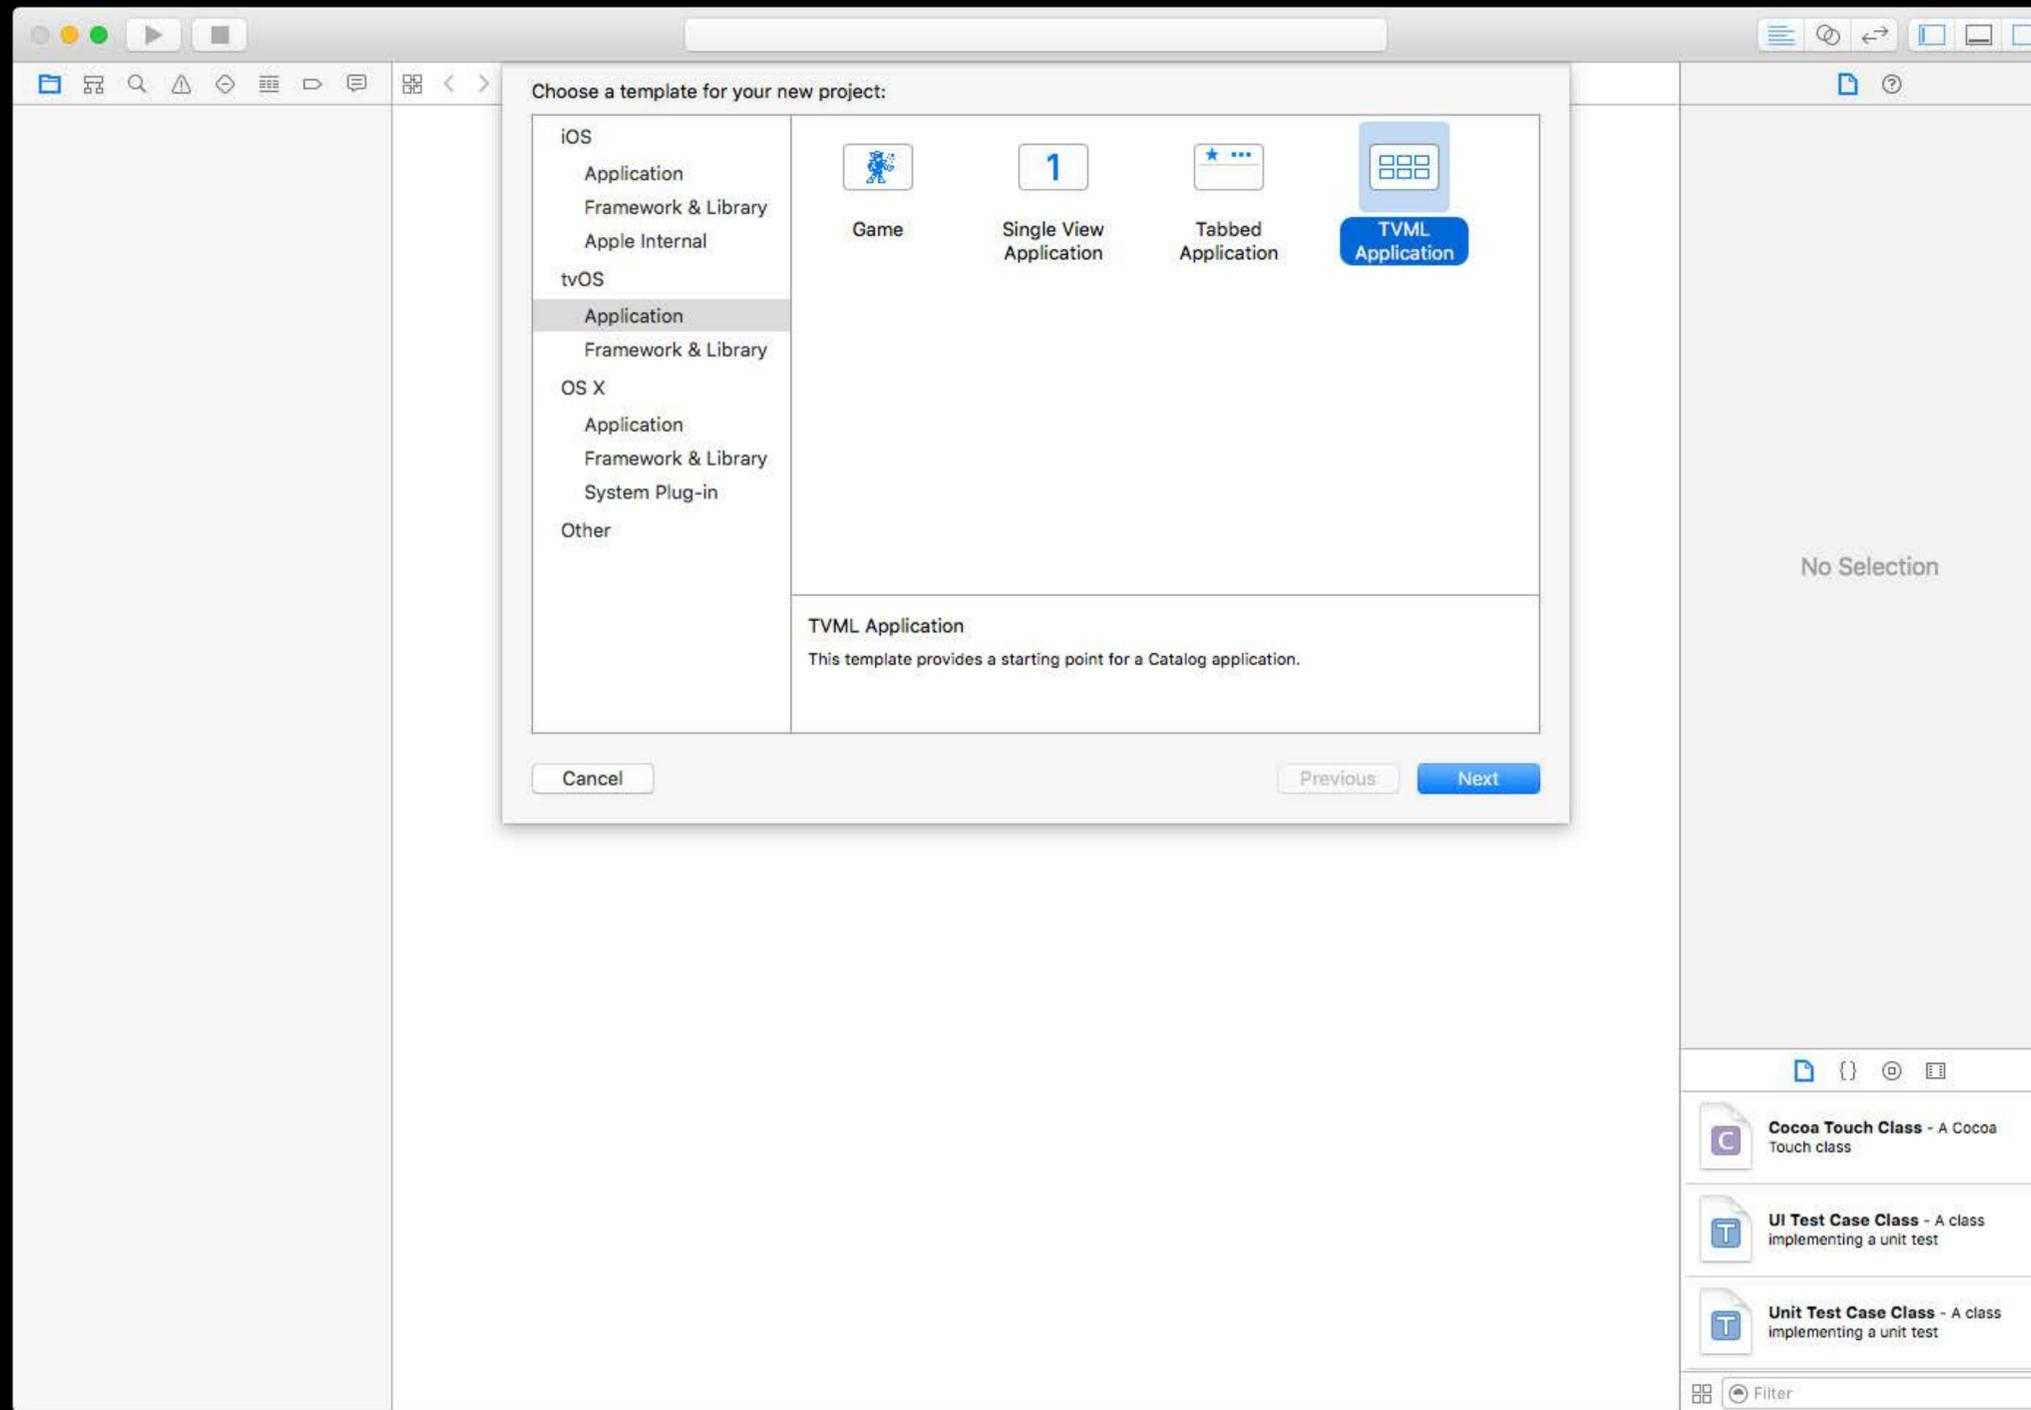 Choose a template for your new project:
iOS
Application
Framework & Library
Apple Internal
tvOS
Application
Framework & Library
OS X
Application
Framework & Library
System Plug-in
Other
Game
1
Single View
Application
Tabbed
Application
TVML
Application
TVML Application
This template provides a starting point for a Catalog application.
Cancel
Previous
Next
No Selection
{}
C
Cocoa Touch Class - A Cocoa
Touch class
T
UI Test Case Class - A class
implementing a unit test
T
Unit Test Case Class - A class
implementing a unit test
Filter